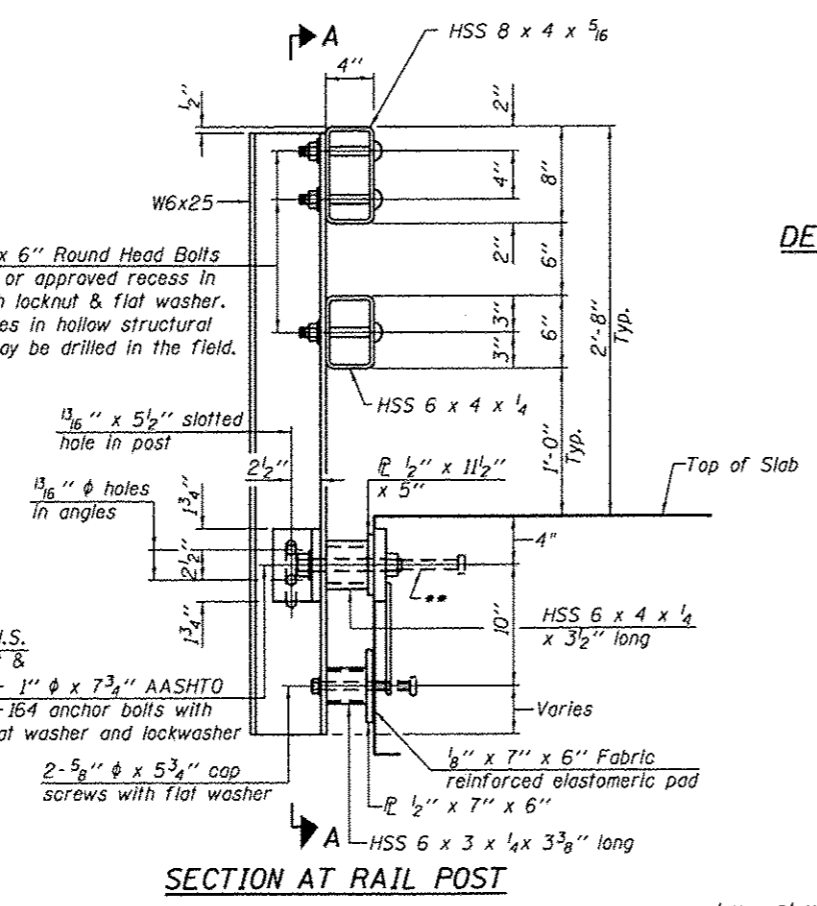 A
HSS 8 x 4 x 5/16
4"
1/2"
2"
W6x25
4"
8"
x 6" Round Head Bolts
or approved recess in
h locknut & flat washer.
es in hollow structural
ay be drilled in the field.
2"
6"
DE
3"
3"
6"
2'-8"
Typ.
HSS 6 x 4 x 1/4
13/16" x 5 1/2" slotted
hole in post
1'-0"
Typ.
2 1/2"
℄ 1/2" x 11 1/2"
x 5"
Top of Slab
13/16" ϕ holes
in angles
1 3/4"
2 1/2"
1 3/4"
4"
**
10"
HSS 6 x 4 x 1/4
x 3 1/2" long
H.S.
&
- 1" ϕ x 7 3/4" AASHTO
-164 anchor bolts with
at washer and lockwasher
Varies
2-5/8" ϕ x 5 3/4" cap
screws with flat washer
1/8" x 7" x 6" Fabric
reinforced elastomeric pad
℄ 1/2" x 7" x 6"
A
HSS 6 x 3 x 1/4 x 3 3/8" long
SECTION AT RAIL POST